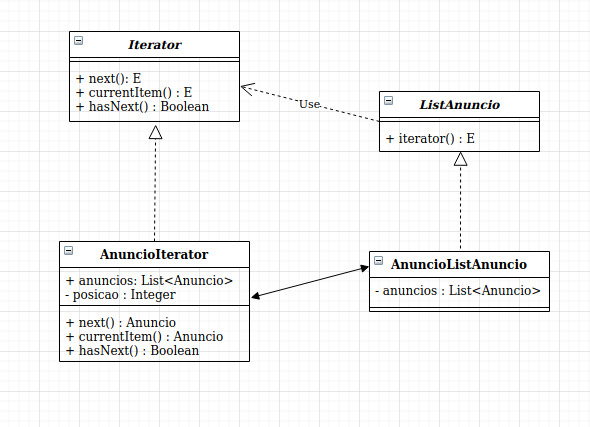 Iterator
+ next(): E
+ currentItem() : E
+ hasNext() : Boolean
Use
ListAnuncio
+ iterator() : E
AnuncioIterator
+ anuncios: List<Anuncio>
- posicao : Integer
+ next() : Anuncio
+ currentItem() : Anuncio
+ hasNext() : Boolean
AnuncioListAnuncio
- anuncios : List<Anuncio>